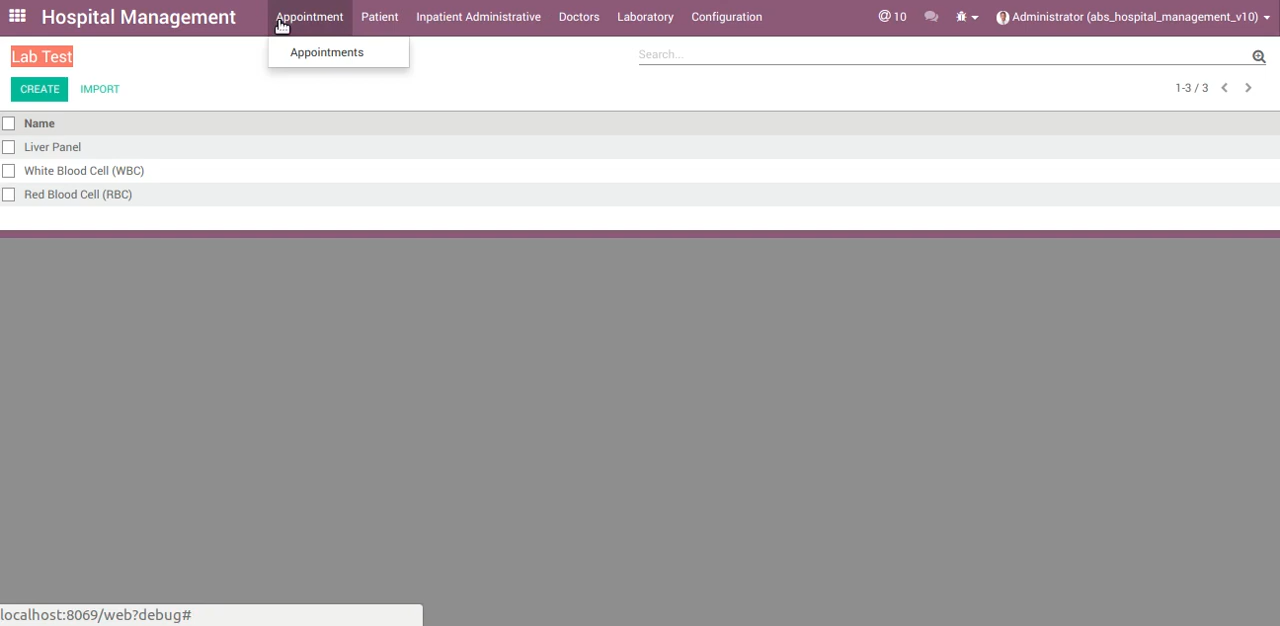 Hospital Management
Appointment Patient Inpatient Administrative Doctors Laboratory Configuration
@ 10
Administrator (abs_hospital_management_v10)
Appointments
Lab Test
Search...
CREATE IMPORT
1-3 / 3
Name
Liver Panel
White Blood Cell (WBC)
Red Blood Cell (RBC)
localhost:8069/web?debug#